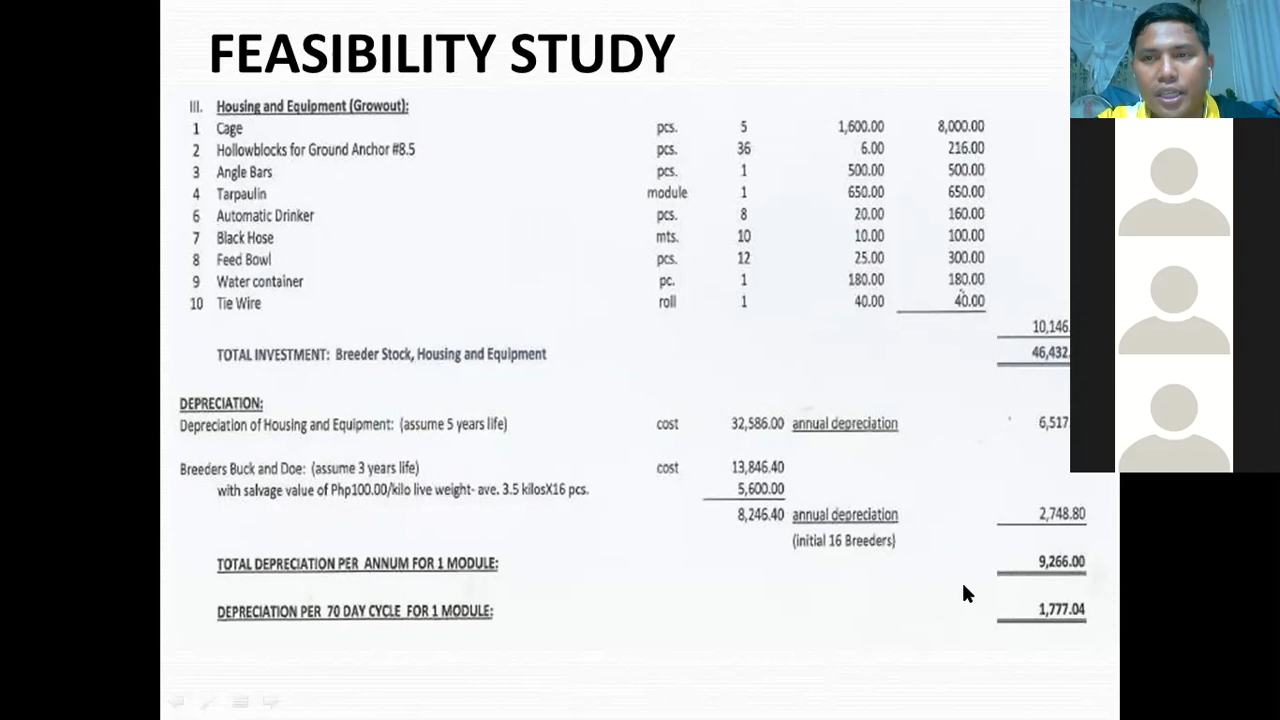 FEASIBILITY STUDY
III. Housing and Equipment (Growout):
1 Cage pcs. 5 1,600.00 8,000.00
2 Hollowblocks for Ground Anchor #8.5 pcs. 36 6.00 216.00
3 Angle Bars pcs. 1 500.00 500.00
4 Tarpaulin module 1 650.00 650.00
6 Automatic Drinker pcs. 8 20.00 160.00
7 Black Hose mts. 10 10.00 100.00
8 Feed Bowl pcs. 12 25.00 300.00
9 Water container pc. 1 180.00 180.00
10 Tie Wire roll 1 40.00 40.00
10,146.
TOTAL INVESTMENT: Breeder Stock, Housing and Equipment 46,432.
DEPRECIATION:
Depreciation of Housing and Equipment: (assume 5 years life) cost 32,586.00 annual depreciation 6,517
Breeders Buck and Doe: (assume 3 years life) cost 13,846.40
with salvage value of Php100.00/kilo live weight- ave. 3.5 kilosX16 pcs. 5,600.00
8,246.40 annual depreciation 2,748.80
(initial 16 Breeders)
TOTAL DEPRECIATION PER ANNUM FOR 1 MODULE: 9,266.00
DEPRECIATION PER 70 DAY CYCLE FOR 1 MODULE: 1,777.04